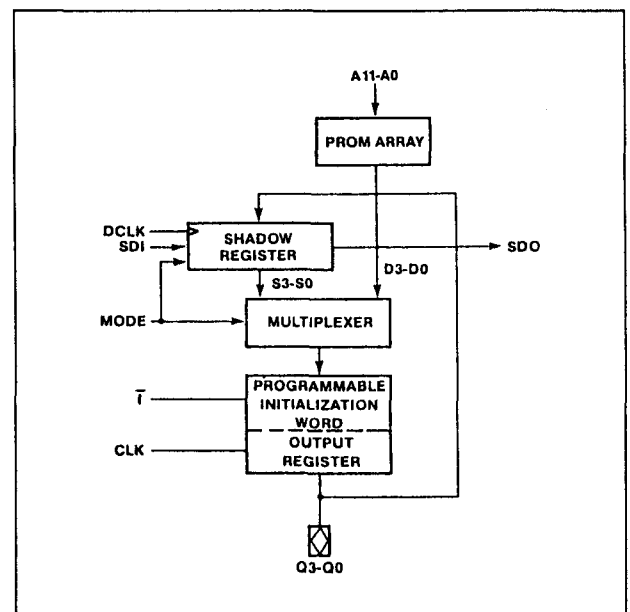 A11-A0
PROM ARRAY
DCLK
SDI
SHADOW
REGISTER
SDO
S3-S0
D3-D0
MODE
MULTIPLEXER
I̅
PROGRAMMABLE
INITIALIZATION
WORD
CLK
OUTPUT
REGISTER
Q3-Q0